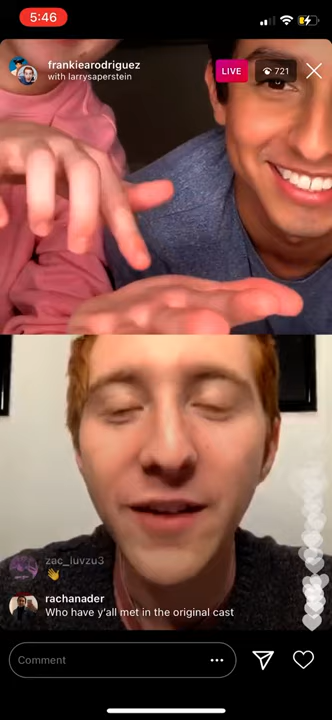 5:46
frankiearodriguez
with larrysaperstein
LIVE
721
zac_luvzu3
👋
rachanader
Who have y'all met in the original cast
Comment